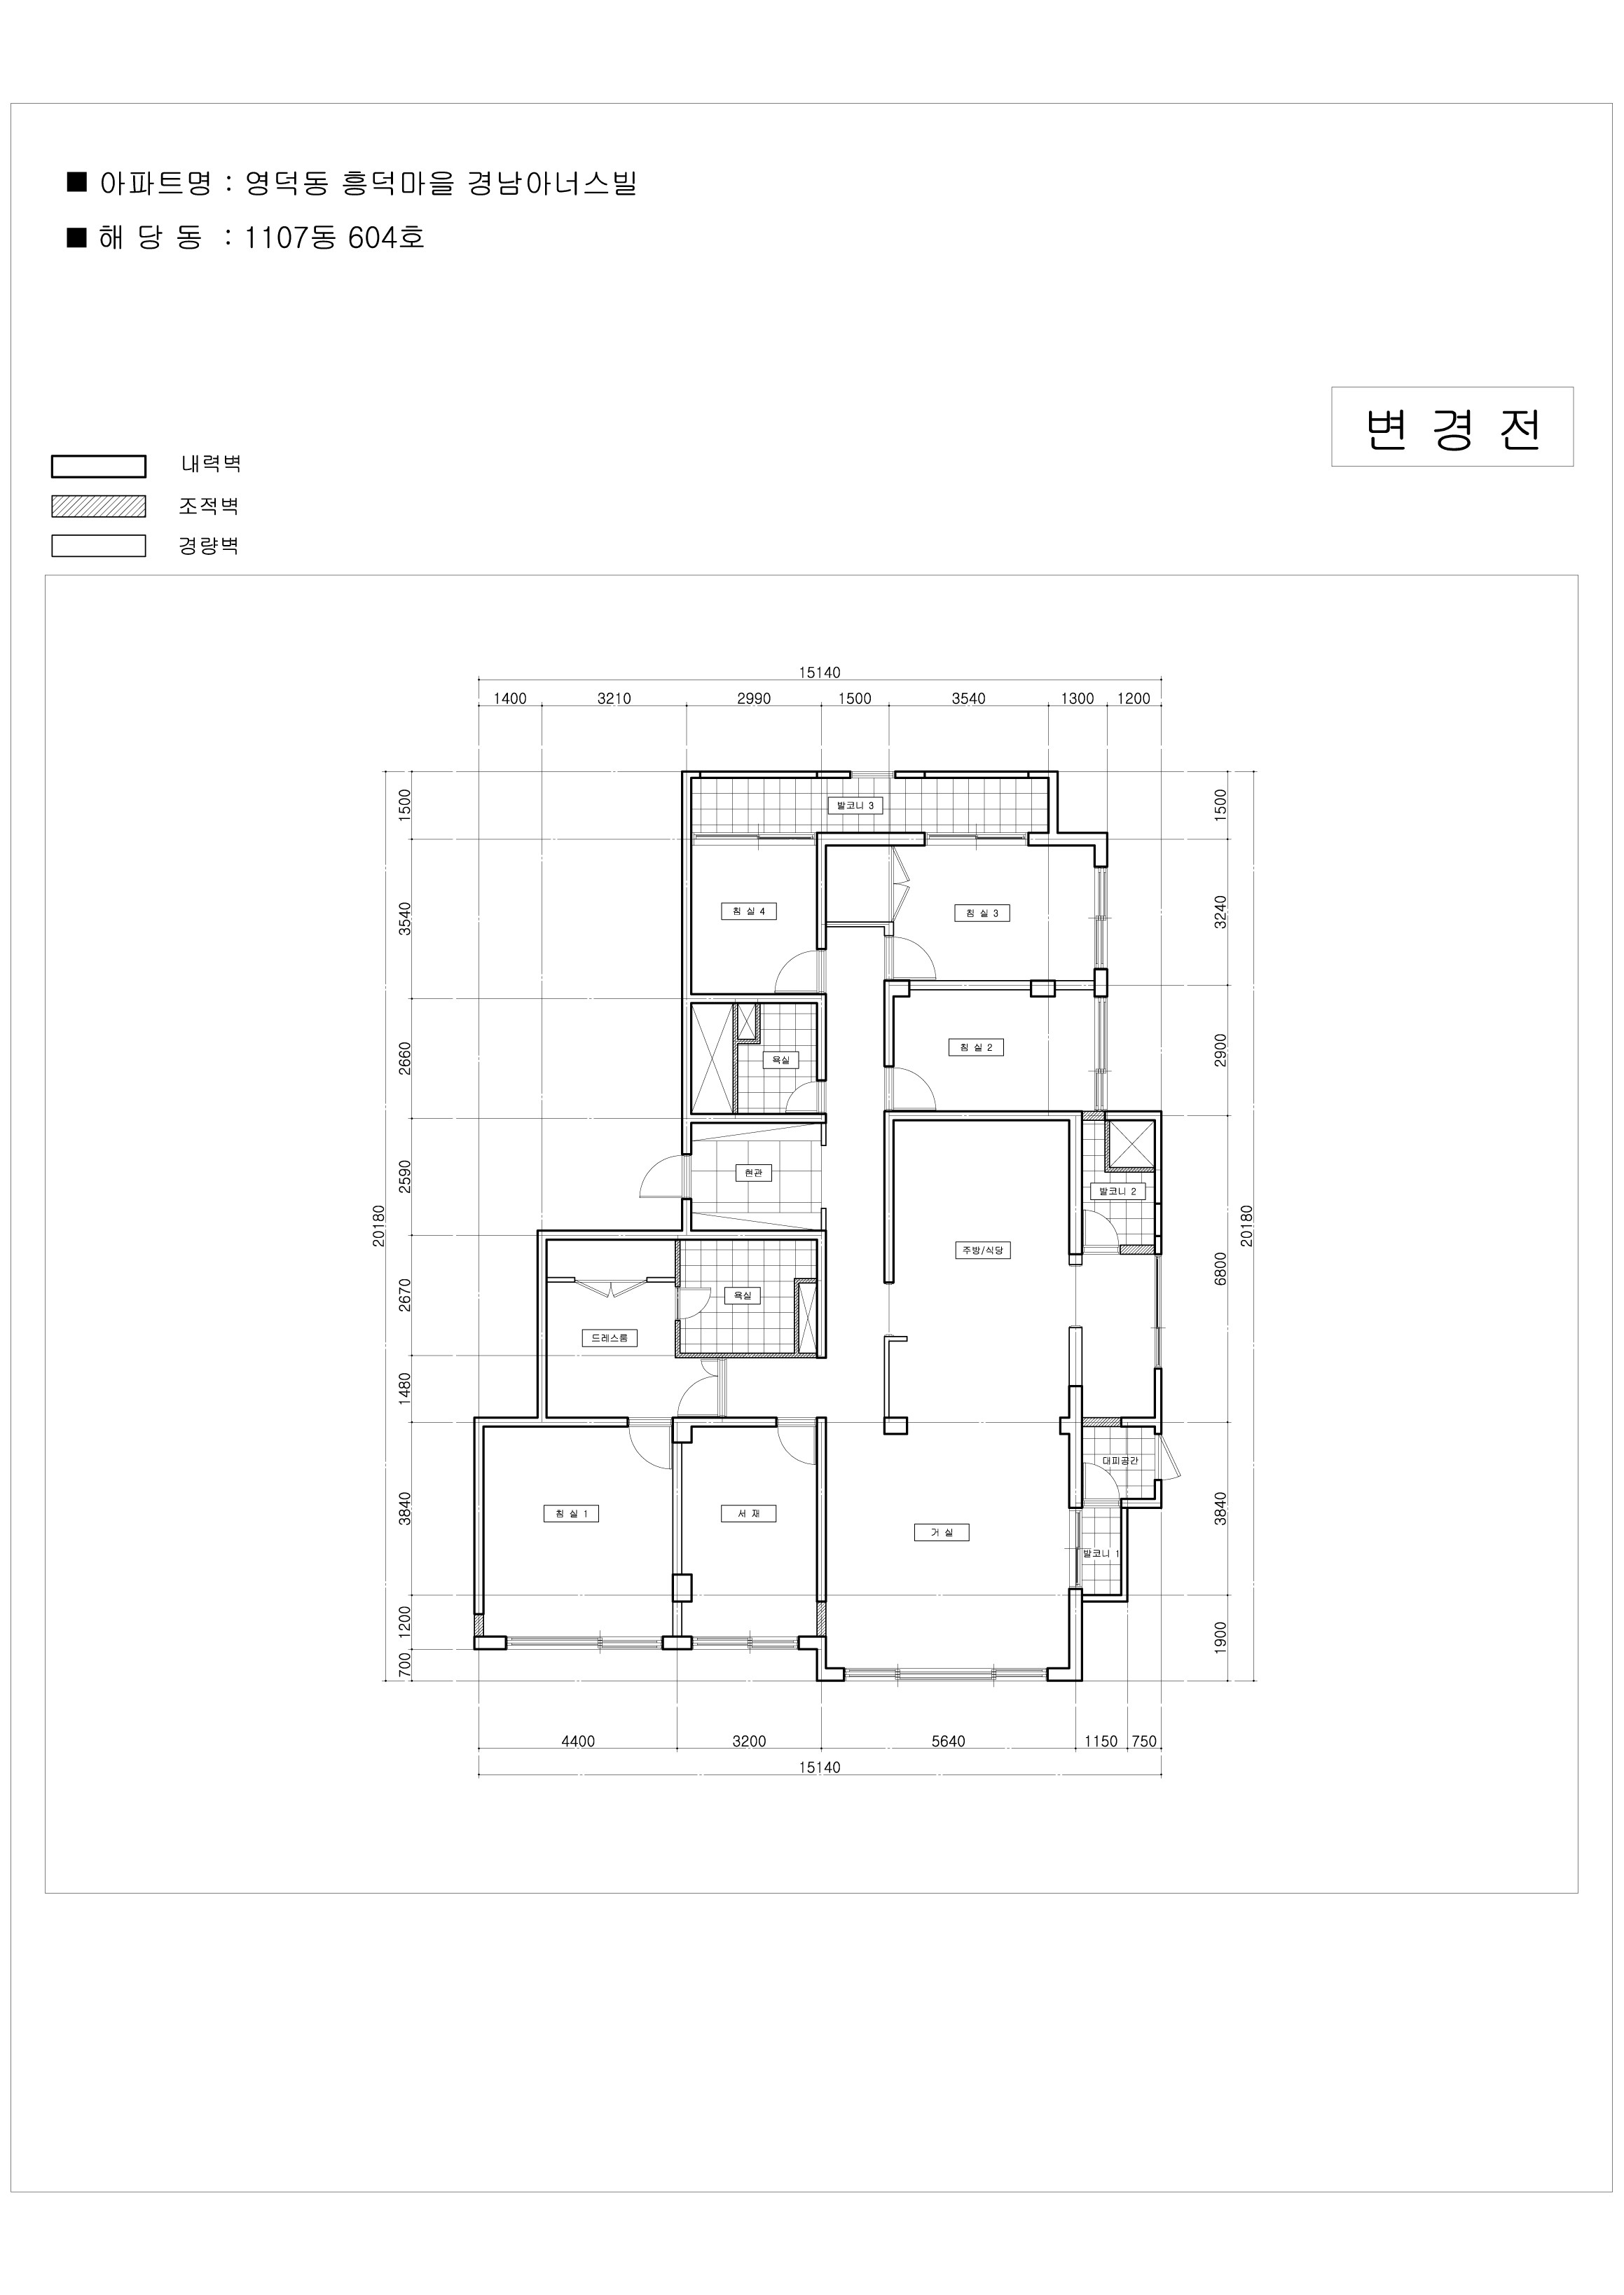 ■ 아파트명 : 영덕동 흥덕마을 경남아너스빌
■ 해 당 동 : 1107동 604호
변 경 전
내력벽
조적벽
경량벽
15140
1400 3210 2990 1500 3540 1300 1200
1500
3540
2660
2590
2670
1480
3840
1200
700
20180
발코니 3
침 실 4
침 실 3
침 실 2
욕실
현관
발코니 2
주방/식당
욕실
드레스룸
대피공간
침 실 1
서 재
거 실
발코니 1
1500
3240
2900
6800
3840
1900
20180
4400 3200 5640 1150 750
15140